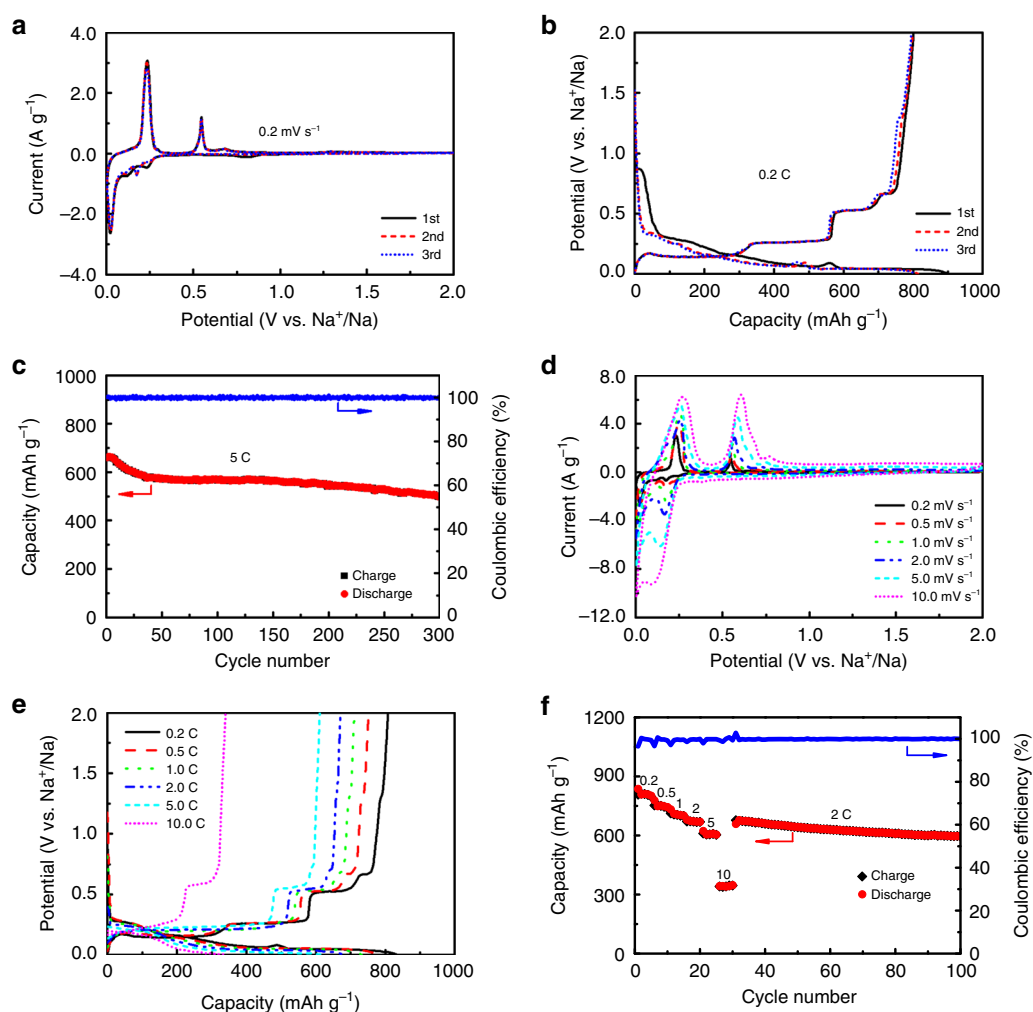 a
Current (A g⁻¹)
4.0
2.0
0.0
−2.0
−4.0
0.2 mV s⁻¹
1st
2nd
3rd
0.0 0.5 1.0 1.5 2.0
Potential (V vs. Na⁺/Na)
b
Potential (V vs. Na⁺/Na)
2.0
1.5
1.0
0.5
0.0
0.2 C
1st
2nd
3rd
0 200 400 600 800 1000
Capacity (mAh g⁻¹)
c
Capacity (mAh g⁻¹)
1000
900
800
600
400
200
0
5 C
Charge
Discharge
100
80
60
40
20
0
Coulombic efficiency (%)
0 25 50 75 100 125 150 175 200 225 250 275 300
Cycle number
d
Current (A g⁻¹)
8.0
4.0
0.0
−4.0
−8.0
−12.0
0.2 mV s⁻¹
0.5 mV s⁻¹
1.0 mV s⁻¹
2.0 mV s⁻¹
5.0 mV s⁻¹
10.0 mV s⁻¹
0.0 0.5 1.0 1.5 2.0
Potential (V vs. Na⁺/Na)
e
Potential (V vs. Na⁺/Na)
2.0
1.5
1.0
0.5
0.0
0.2 C
0.5 C
1.0 C
2.0 C
5.0 C
10.0 C
0 200 400 600 800 1000
Capacity (mAh g⁻¹)
f
Capacity (mAh g⁻¹)
1200
900
750
600
300
0
0.2
0.5
1
2
5
10
2 C
Charge
Discharge
100
80
60
40
20
0
Coulombic efficiency (%)
0 20 40 60 80 100
Cycle number